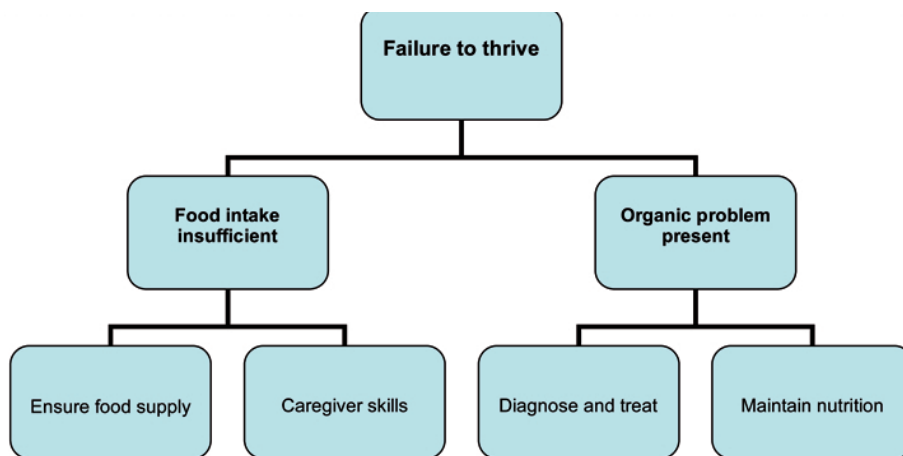 Failure to thrive
Food intake
insufficient
Organic problem
present
Ensure food supply
Caregiver skills
Diagnose and treat
Maintain nutrition